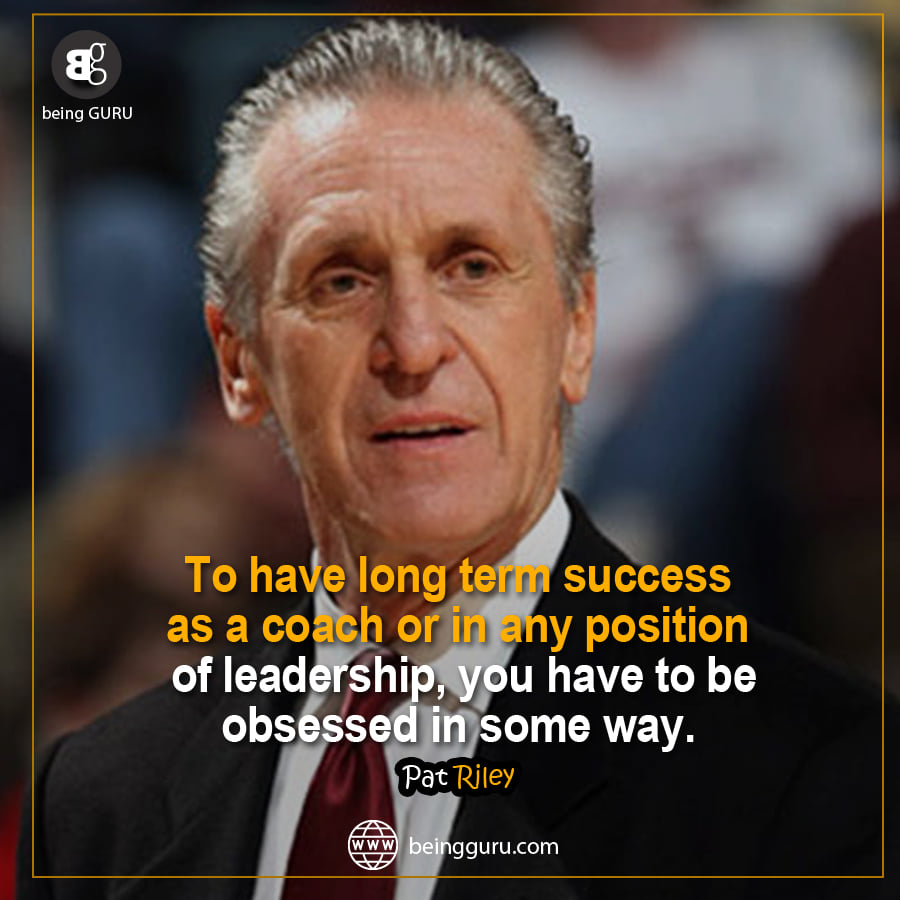 Bg
being GURU
To have long term success
as a coach or in any position
of leadership, you have to be
obsessed in some way.
Pat Riley
WWW
beingguru.com